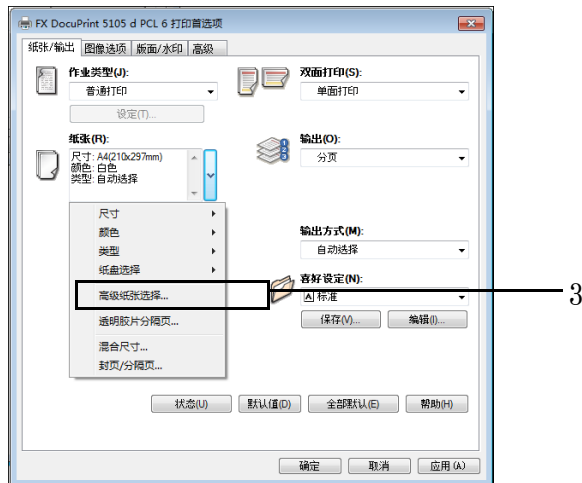 FX DocuPrint 5105 d PCL 6 打印首选项
纸张/输出 图像选项 版面/水印 高级
作业类型(J):
普通打印
设定(T)...
双面打印(S):
单面打印
纸张(R):
尺寸: A4(210x297mm)
颜色: 白色
类型: 自动选择
输出(O):
分页
尺寸
颜色
类型
纸盘选择
高级纸张选择...
透明胶片分隔页...
混合尺寸...
封页/分隔页...
输出方式(M):
自动选择
喜好设定(N):
A 标准
保存(V)... 编辑(I)...
3
状态(U) 默认值(D) 全部默认(E) 帮助(H)
确定 取消 应用(A)